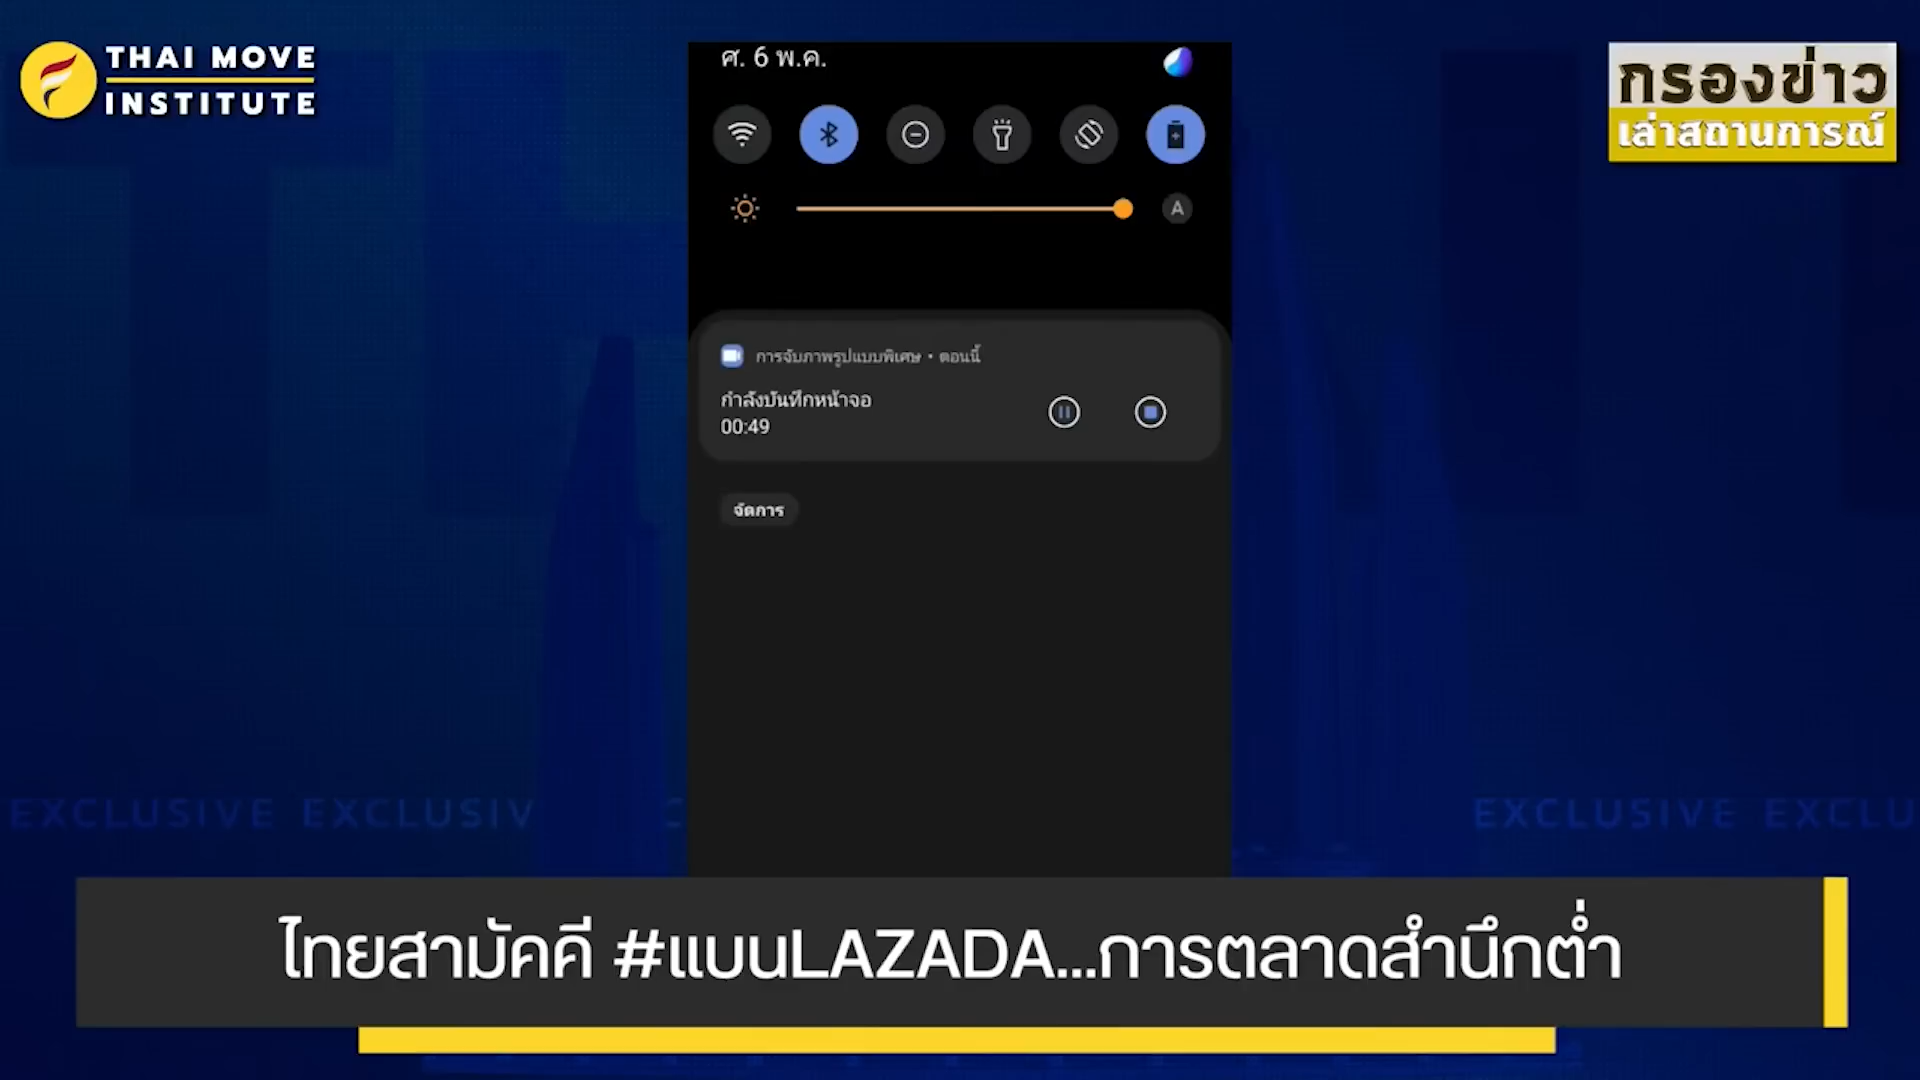 THAI MOVE
INSTITUTE
ศ. 6 พ.ค.
กรองข่าว
เล่าสถานการณ์
A
การจับภาพรูปแบบพิเศษ • ตอนนี้
กำลังบันทึกหน้าจอ
00:49
จัดการ
EXCLUSIVE EXCLUSIV
EXCLUSIVE EXCLU
ไทยสามัคคี #แบนLAZADA...การตลาดสำนึกต่ำ